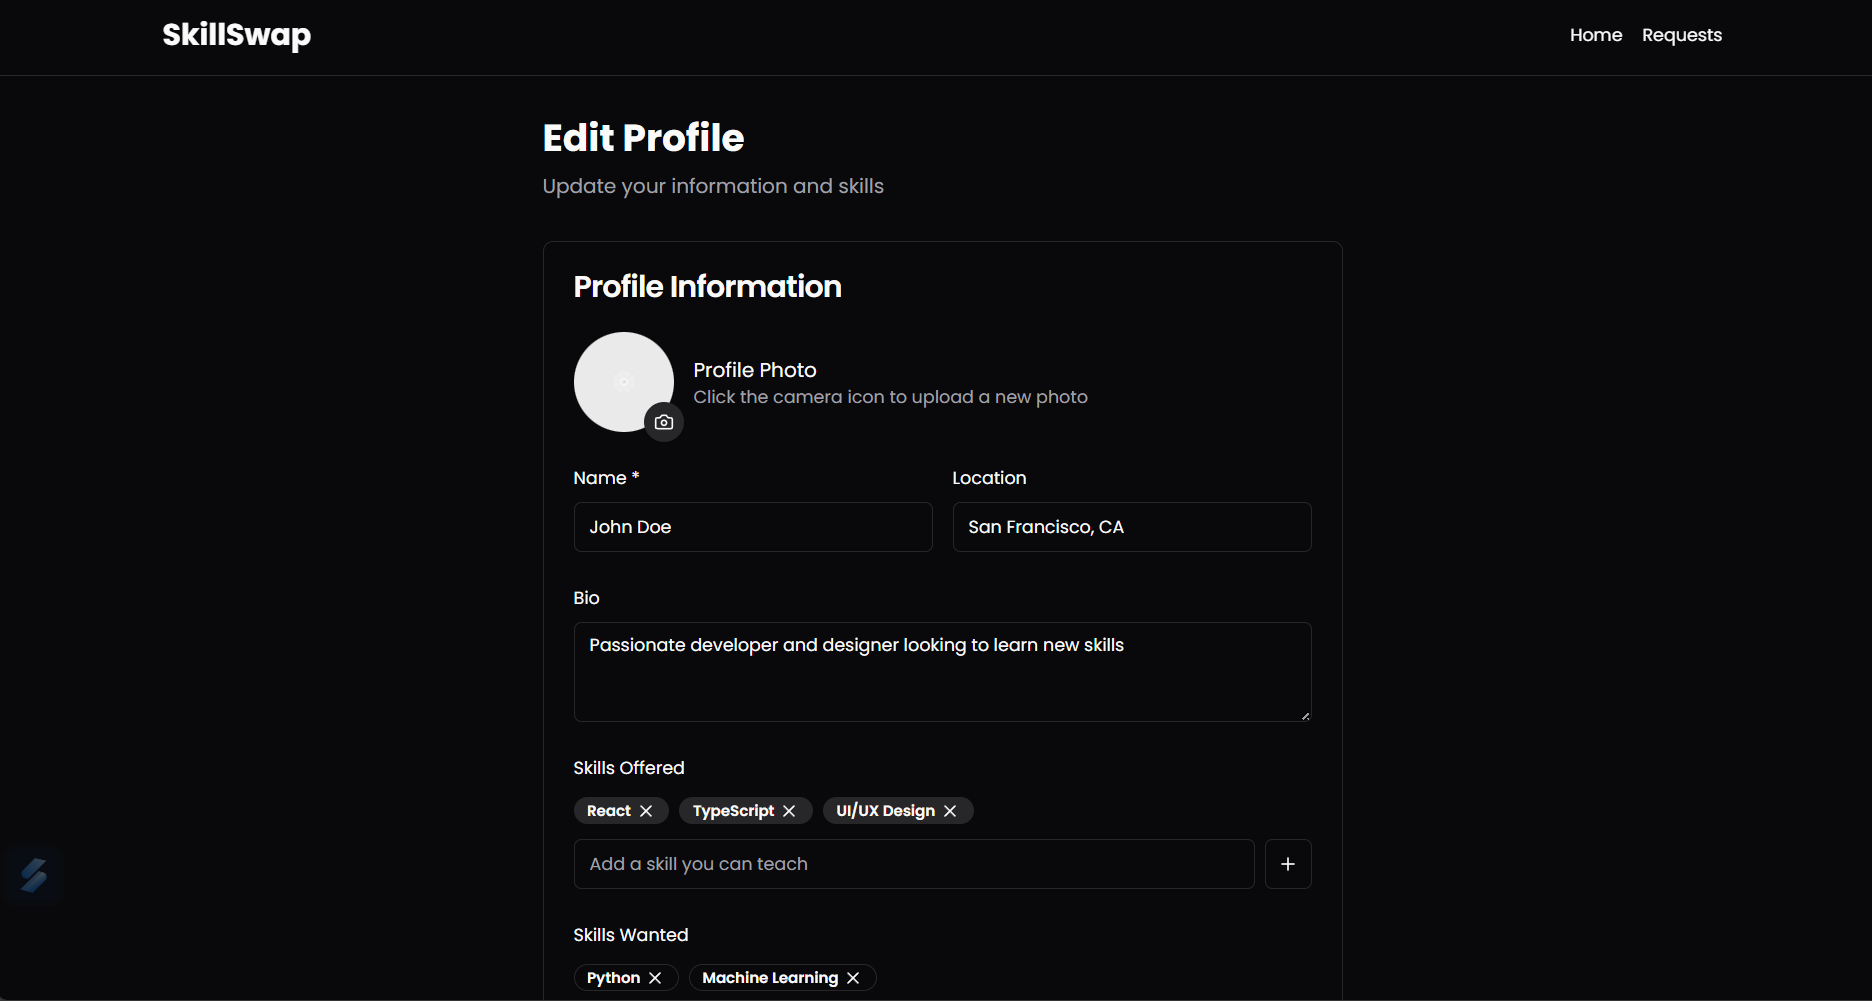 SkillSwap
Home Requests
Edit Profile
Update your information and skills
Profile Information
Profile Photo
Click the camera icon to upload a new photo
Name * Location
John Doe San Francisco, CA
Bio
Passionate developer and designer looking to learn new skills
Skills Offered
React TypeScript UI/UX Design
Add a skill you can teach
Skills Wanted
Python Machine Learning